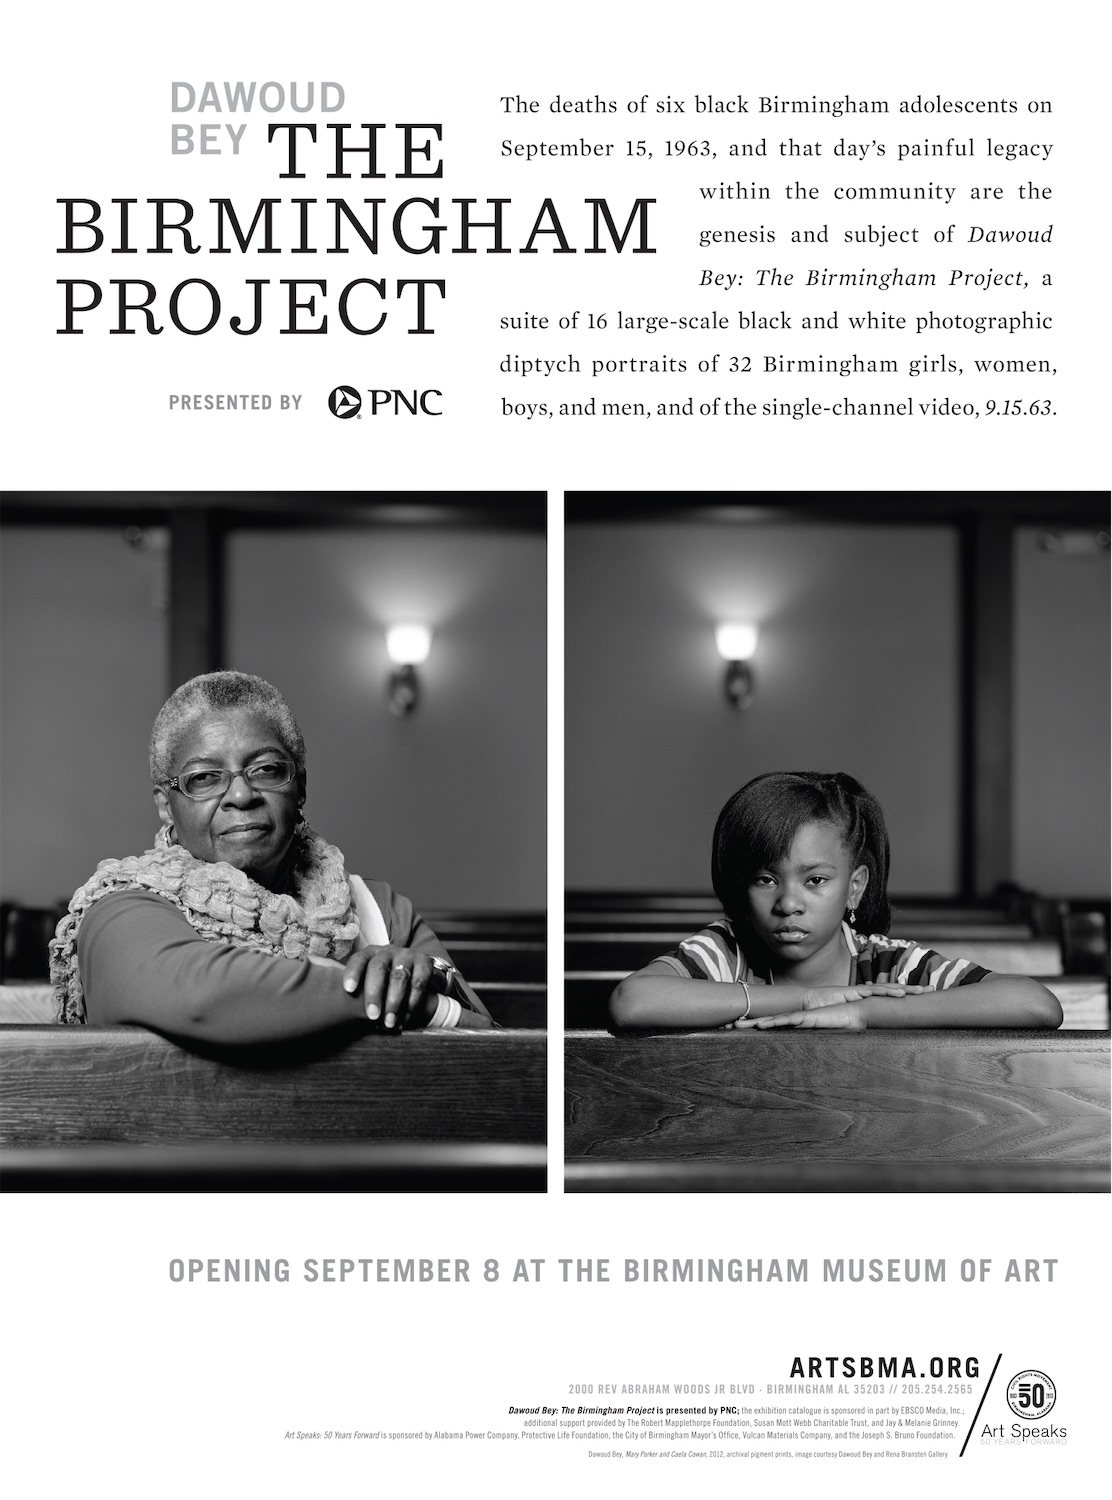 DAWOUD
BEY THE
BIRMINGHAM
PROJECT
PRESENTED BY PNC
The deaths of six black Birmingham adolescents on
September 15, 1963, and that day's painful legacy
within the community are the
genesis and subject of Dawoud
Bey: The Birmingham Project, a
suite of 16 large-scale black and white photographic
diptych portraits of 32 Birmingham girls, women,
boys, and men, and of the single-channel video, 9.15.63.
OPENING SEPTEMBER 8 AT THE BIRMINGHAM MUSEUM OF ART
ARTSBMA.ORG
2000 REV ABRAHAM WOODS JR BLVD · BIRMINGHAM AL 35203 // 205.254.2565
Dawoud Bey: The Birmingham Project is presented by PNC; the exhibition catalogue is sponsored in part by EBSCO Media, Inc.;
additional support provided by The Robert Mapplethorpe Foundation, Susan Mott Webb Charitable Trust, and Jay & Melanie Grinney.
Art Speaks: 50 Years Forward is sponsored by Alabama Power Company, Protective Life Foundation, the City of Birmingham Mayor's Office, Vulcan Materials Company, and the Joseph S. Bruno Foundation.
Dawoud Bey, Mary Parker and Caela Cowan, 2012, archival pigment prints, image courtesy Dawoud Bey and Rena Bransten Gallery
50
Art Speaks
50 YEARS FORWARD